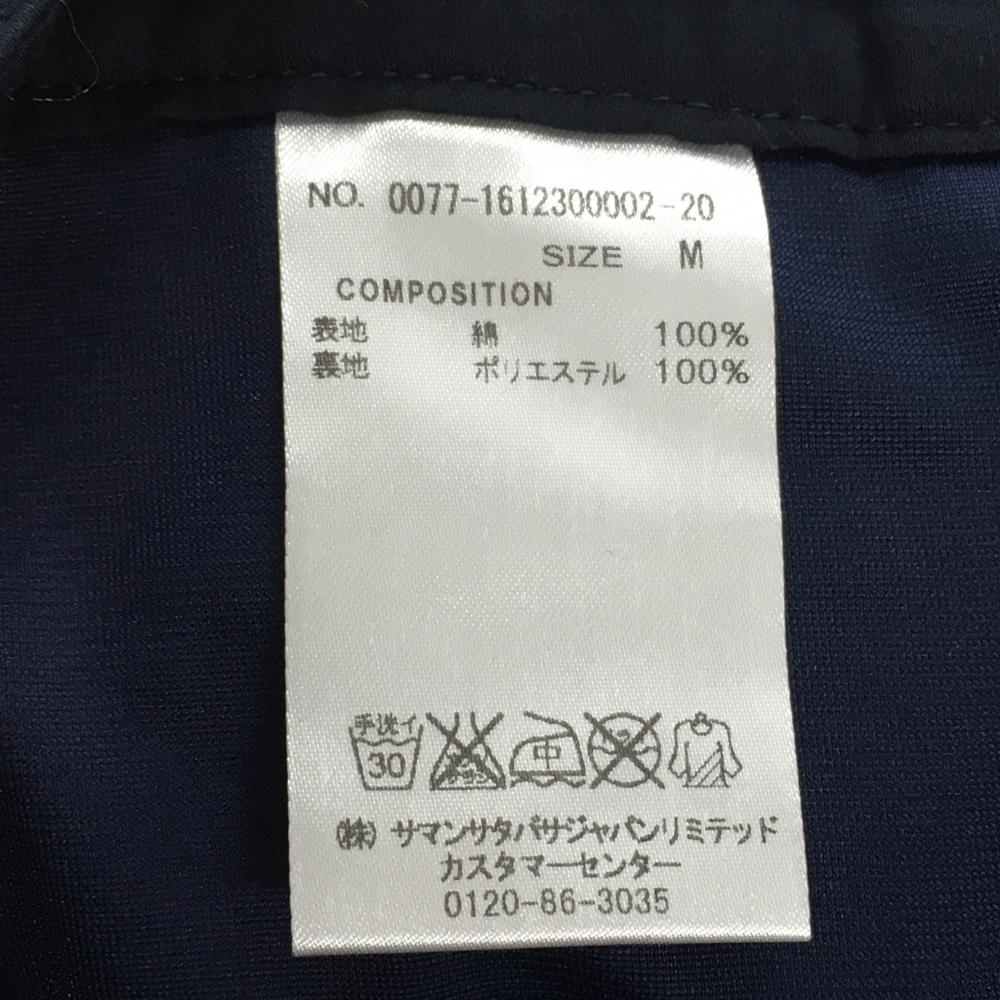 NO. 0077-1612300002-20
SIZE M
COMPOSITION
表地 綿 100%
裏地 ポリエステル 100%
手洗イ
30
中
(株) サマンサタバサジャパンリミテッド
カスタマーセンター
0120-86-3035